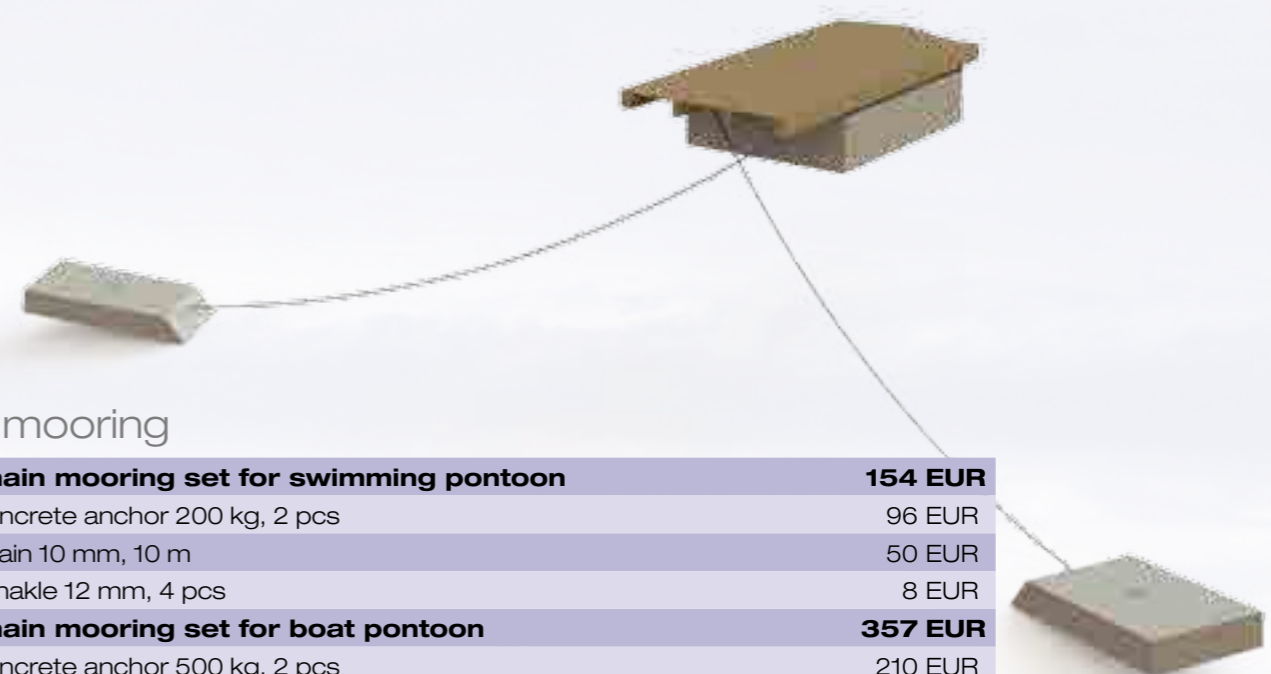 mooring
hain mooring set for swimming pontoon 154 EUR
oncrete anchor 200 kg, 2 pcs 96 EUR
ain 10 mm, 10 m 50 EUR
hakle 12 mm, 4 pcs 8 EUR
hain mooring set for boat pontoon 357 EUR
oncrete anchor 500 kg, 2 pcs 210 EUR